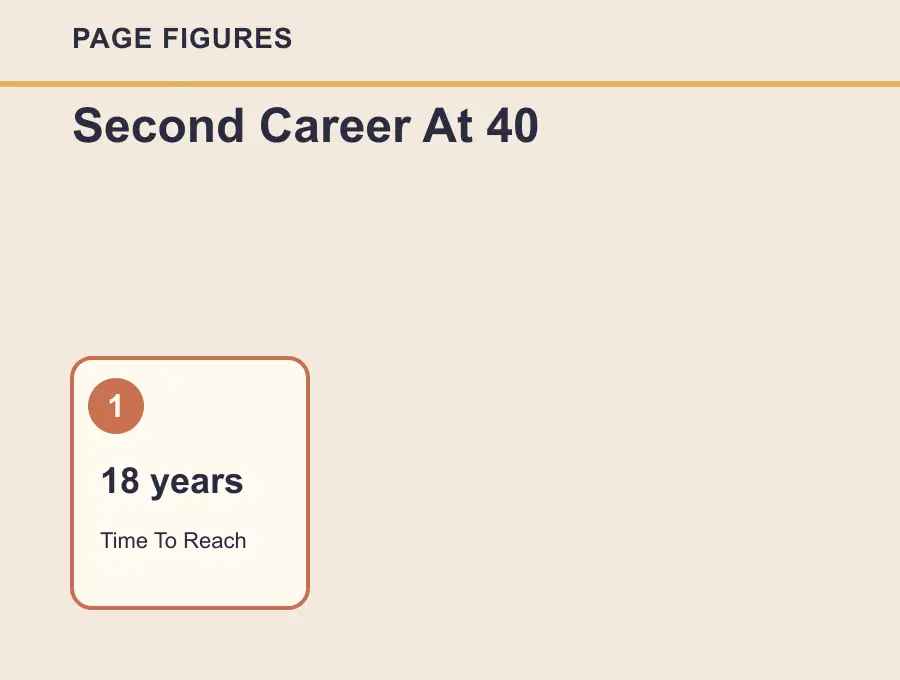 PAGE FIGURES
Second Career At 40
1
18 years
Time To Reach